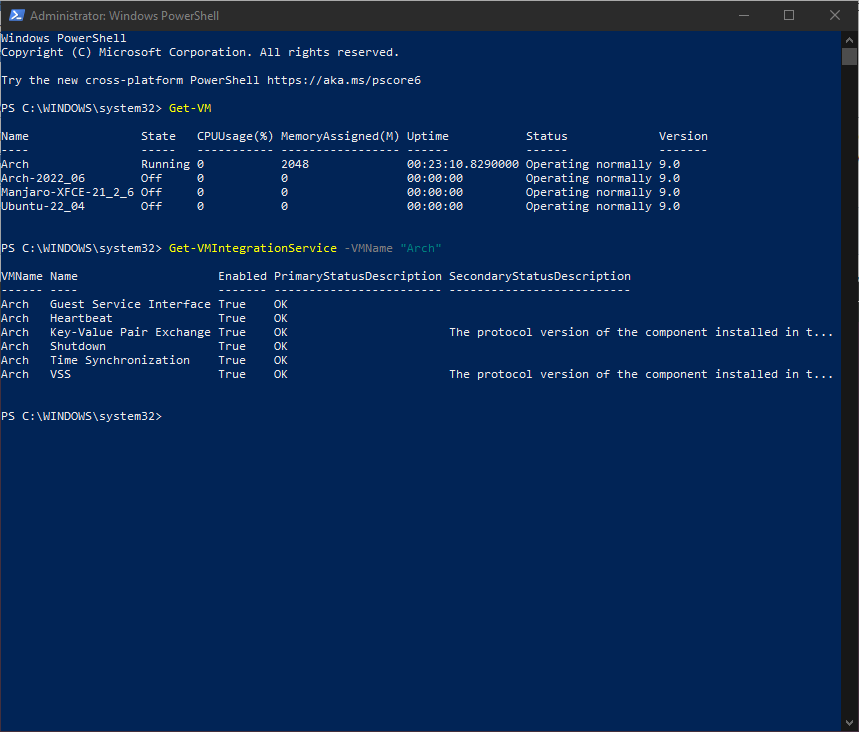 Administrator: Windows PowerShell
Windows PowerShell
Copyright (C) Microsoft Corporation. All rights reserved.
Try the new cross-platform PowerShell https://aka.ms/pscore6
PS C:\WINDOWS\system32> Get-VM
Name State CPUUsage(%) MemoryAssigned(M) Uptime Status Version
---- ----- ----------- ----------------- ------ ------ -------
Arch Running 0 2048 00:23:10.8290000 Operating normally 9.0
Arch-2022_06 Off 0 0 00:00:00 Operating normally 9.0
Manjaro-XFCE-21_2_6 Off 0 0 00:00:00 Operating normally 9.0
Ubuntu-22_04 Off 0 0 00:00:00 Operating normally 9.0
PS C:\WINDOWS\system32> Get-VMIntegrationService -VMName "Arch"
VMName Name Enabled PrimaryStatusDescription SecondaryStatusDescription
------ ---- ------- ------------------------ --------------------------
Arch Guest Service Interface True OK
Arch Heartbeat True OK
Arch Key-Value Pair Exchange True OK The protocol version of the component installed in t...
Arch Shutdown True OK
Arch Time Synchronization True OK
Arch VSS True OK The protocol version of the component installed in t...
PS C:\WINDOWS\system32>